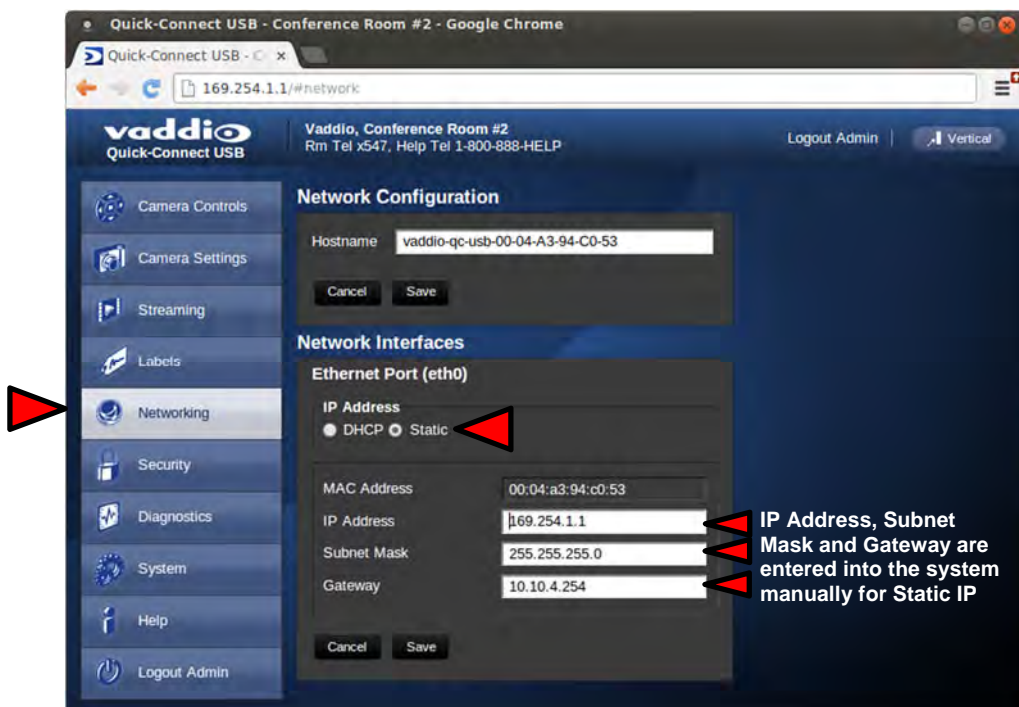 Quick-Connect USB - Conference Room #2 - Google Chrome
Quick-Connect USB - C
169.254.1.1/#network
vaddio
Quick-Connect USB
Vaddio, Conference Room #2
Rm Tel x547, Help Tel 1-800-888-HELP
Logout Admin
Vertical
Camera Controls
Camera Settings
Streaming
Labels
Networking
Security
Diagnostics
System
Help
Logout Admin
Network Configuration
Hostname vaddio-qc-usb-00-04-A3-94-C0-53
Cancel Save
Network Interfaces
Ethernet Port (eth0)
IP Address
DHCP Static
MAC Address 00:04:a3:94:c0:53
IP Address 169.254.1.1
Subnet Mask 255.255.255.0
Gateway 10.10.4.254
Cancel Save
IP Address, Subnet
Mask and Gateway are
entered into the system
manually for Static IP